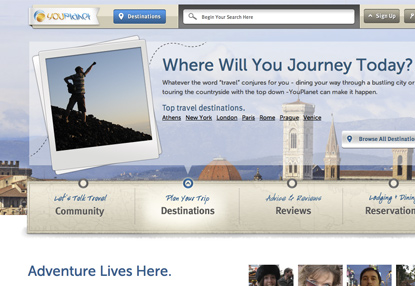 YOUPlanet
Destinations
Begin Your Search Here
Sign Up
Where Will You Journey Today?
Whatever the word "travel" conjures for you - dining your way through a bustling city or
touring the countryside with the top down -YouPlanet can make it happen.
Top travel destinations.
Athens New York London Paris Rome Prague Venice
Browse All Destination
Let's Tele Travel
Community
Plan Your Trip
Destinations
Advice & Reviews
Reviews
Lodging + Dining
Reservation
Adventure Lives Here.